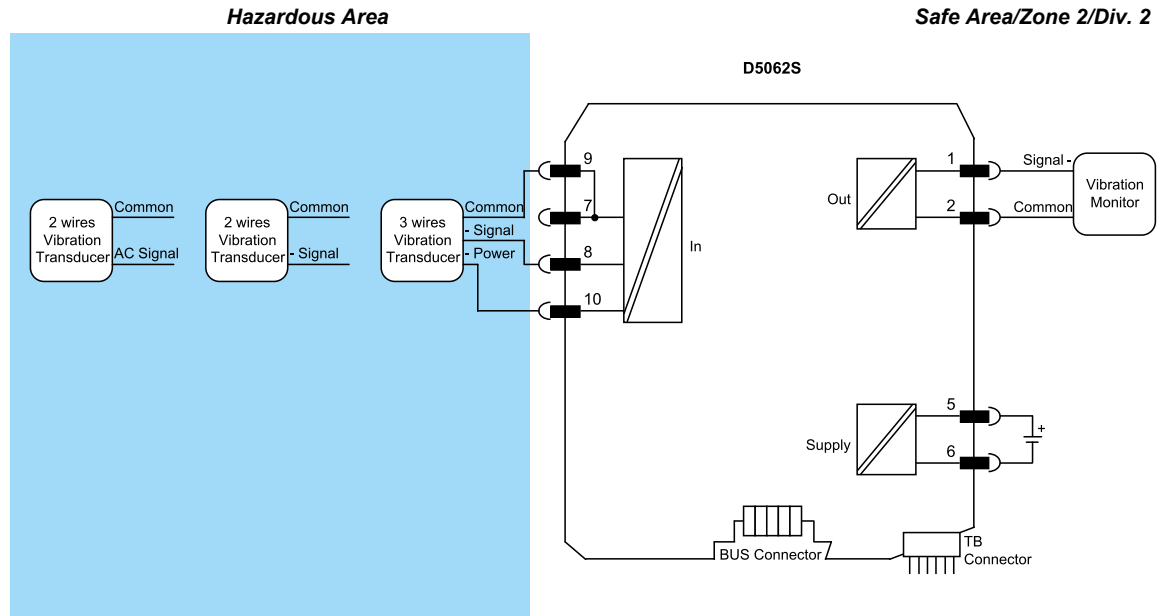 Hazardous Area
Safe Area/Zone 2/Div. 2
D5062S
2 wires
Vibration
Transducer
Common
AC Signal
2 wires
Vibration
Transducer
Common
- Signal
3 wires
Vibration
Transducer
Common
- Signal
- Power
9
7
8
10
In
Out
1
2
Signal -
Common
Vibration
Monitor
Supply
5
6
+
BUS Connector
TB
Connector